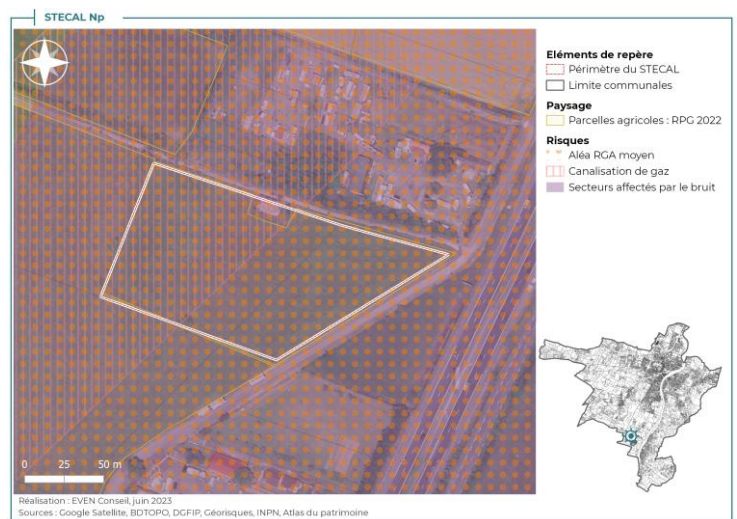 STECAL Np
Eléments de repère
Périmètre du STECAL
Limite communales
Paysage
Parcelles agricoles : RPG 2022
Risques
Aléa RGA moyen
Canalisation de gaz
Secteurs affectés par le bruit
0 25 50 m
Réalisation : EVEN Conseil, juin 2023
Sources : Google Satellite, BDTOPO, DGFIP, Géorisques, INPN, Atlas du patrimoine